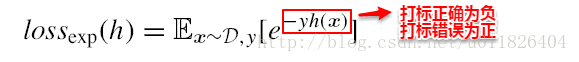 loss_exp(h) = 𝔼_{x∼𝒟,y}[e^{−yh(x)}]
打标正确为负
打标错误为正
http://blog.csdn.net/u011826404